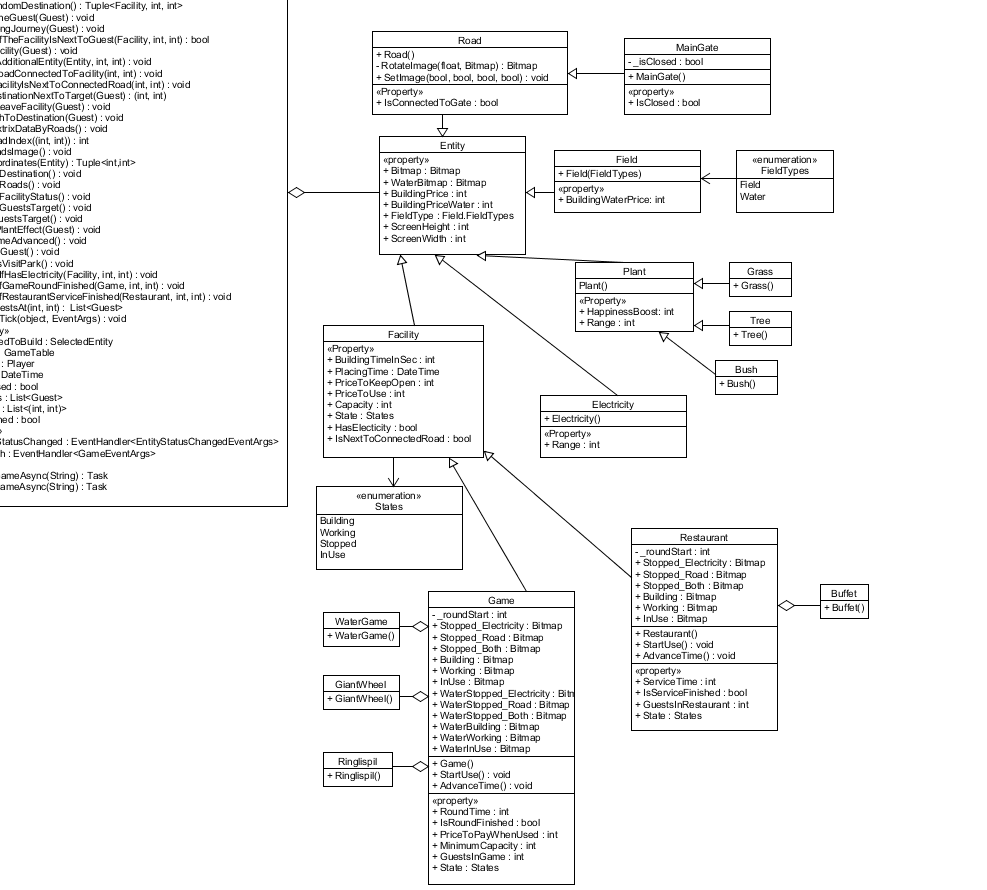 ndomDestination() : Tuple<Facility, int, int>
neGuest(Guest) : void
ngJourney(Guest) : void
fTheFacilityIsNextToGuest(Facility, int, int) : bool
cility(Guest) : void
AdditionalEntity(Entity, int, int) : void
oadConnectedToFacility(int, int) : void
acilityIsNextToConnectedRoad(int, int) : void
stinationNextToTarget(Guest) : (int, int)
eaveFacility(Guest) : void
hToDestination(Guest) : void
atrixDataByRoads() : void
adIndex((int, int)) : int
adsImage() : void
ordinates(Entity) : Tuple<int,int>
Destination() : void
Roads() : void
FacilityStatus() : void
GuestsTarget() : void
uestsTarget() : void
PlantEffect(Guest) : void
meAdvanced() : void
Guest() : void
sVisitPark() : void
IfHasElectricity(Facility, int, int) : void
fGameRoundFinished(Game, int, int) : void
fRestaurantServiceFinished(Restaurant, int, int) : void
estsAt(int, int) : List<Guest>
Tick(object, EventArgs) : void
y»
edToBuild : SelectedEntity
: GameTable
: Player
DateTime
sed : bool
s : List<Guest>
: List<(int, int)>
ned : bool
»
StatusChanged : EventHandler<EntityStatusChangedEventArgs>
h : EventHandler<GameEventArgs>
ameAsync(String) : Task
ameAsync(String) : Task
Road
+ Road()
- RotateImage(float, Bitmap) : Bitmap
+ SetImage(bool, bool, bool, bool) : void
«Property»
+ IsConnectedToGate : bool
MainGate
- _isClosed : bool
+ MainGate()
«property»
+ IsClosed : bool
Entity
«property»
+ Bitmap : Bitmap
+ WaterBitmap : Bitmap
+ BuildingPrice : int
+ BuildingPriceWater : int
+ FieldType : Field.FieldTypes
+ ScreenHeight : int
+ ScreenWidth : int
Field
+ Field(FieldTypes)
«property»
+ BuildingWaterPrice: int
«enumeration»
FieldTypes
Field
Water
Plant
Plant()
«Property»
+ HappinessBoost: int
+ Range : int
Grass
+ Grass()
Tree
+ Tree()
Bush
+ Bush()
Facility
«Property»
+ BuildingTimeInSec : int
+ PlacingTime : DateTime
+ PriceToKeepOpen : int
+ PriceToUse : int
+ Capacity : int
+ State : States
+ HasElecticity : bool
+ IsNextToConnectedRoad : bool
Electricity
+ Electricity()
«Property»
+ Range : int
«enumeration»
States
Building
Working
Stopped
InUse
Restaurant
- _roundStart : int
+ Stopped_Electricity : Bitmap
+ Stopped_Road : Bitmap
+ Stopped_Both : Bitmap
+ Building : Bitmap
+ Working : Bitmap
+ InUse : Bitmap
+ Restaurant()
+ StartUse() : void
+ AdvanceTime() : void
«property»
+ ServiceTime : int
+ IsServiceFinished : bool
+ GuestsInRestaurant : int
+ State : States
Buffet
+ Buffet()
Game
- _roundStart : int
+ Stopped_Electricity : Bitmap
+ Stopped_Road : Bitmap
+ Stopped_Both : Bitmap
+ Building : Bitmap
+ Working : Bitmap
+ InUse : Bitmap
+ WaterStopped_Electricity : Bitm
+ WaterStopped_Road : Bitmap
+ WaterStopped_Both : Bitmap
+ WaterBuilding : Bitmap
+ WaterWorking : Bitmap
+ WaterInUse : Bitmap
+ Game()
+ StartUse() : void
+ AdvanceTime() : void
«property»
+ RoundTime : int
+ IsRoundFinished : bool
+ PriceToPayWhenUsed : int
+ MinimumCapacity : int
+ GuestsInGame : int
+ State : States
WaterGame
+ WaterGame()
GiantWheel
+ GiantWheel()
Ringlispil
+ Ringlispil()